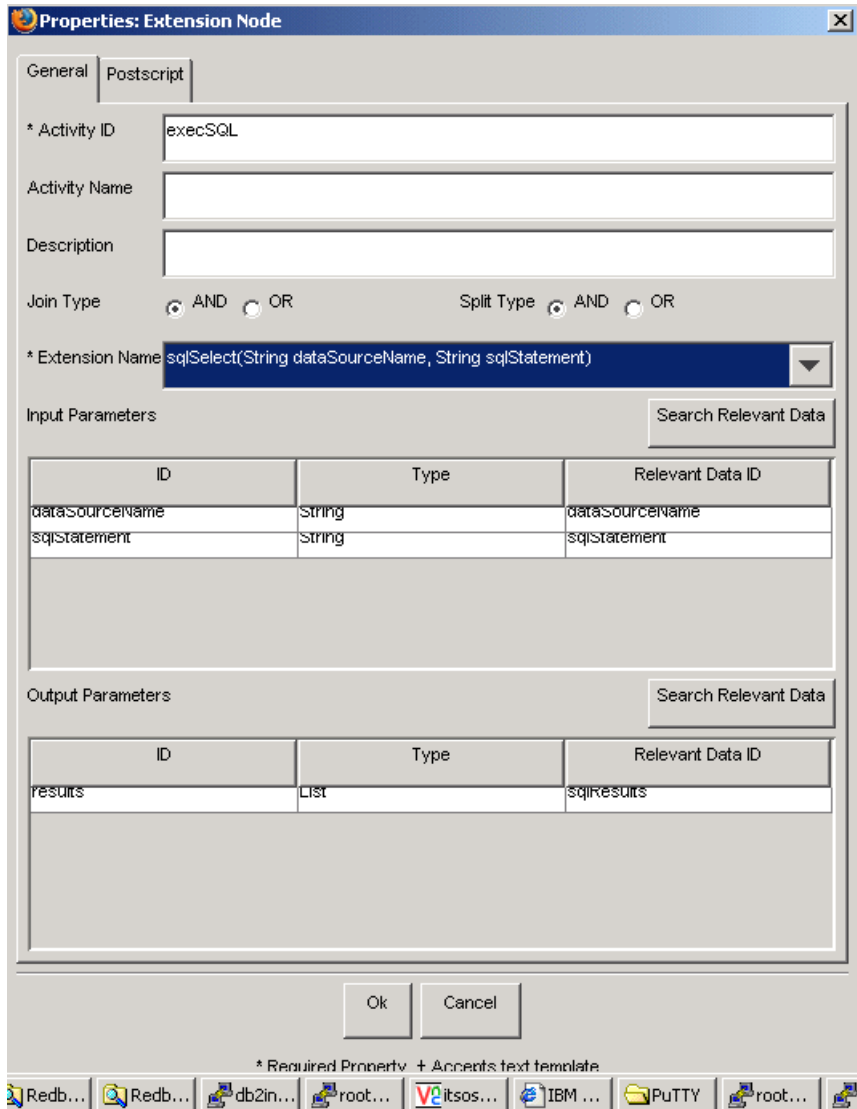 Properties: Extension Node
General Postscript
* Activity ID execSQL
Activity Name
Description
Join Type AND OR Split Type AND OR
* Extension Name sqlSelect(String dataSourceName, String sqlStatement)
Input Parameters Search Relevant Data
ID Type Relevant Data ID
dataSourceName String dataSourceName
sqlStatement String sqlStatement
Output Parameters Search Relevant Data
ID Type Relevant Data ID
results List sqlResults
Ok Cancel
* Required Property + Accepts text template
Redb... Redb... db2in... root... itsos... IBM ... PuTTY root...